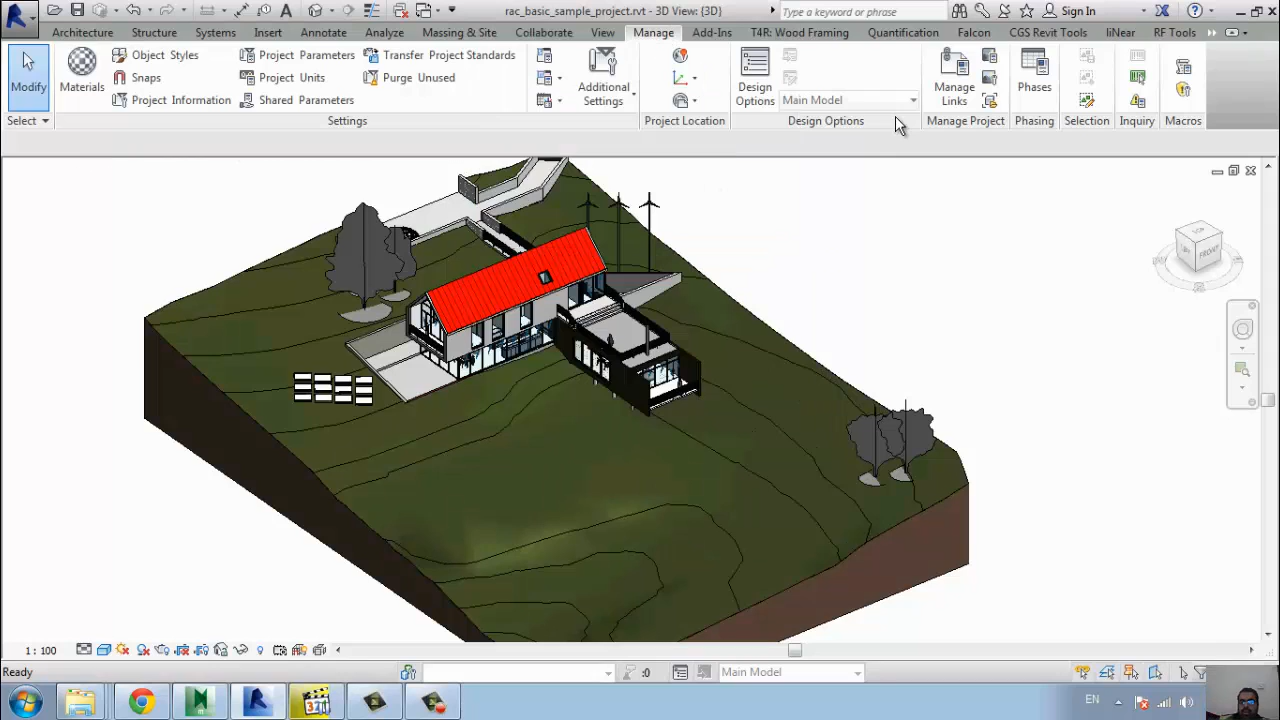 rac_basic_sample_project.rvt - 3D View: {3D}
Type a keyword or phrase
Sign In
Architecture Structure Systems Insert Annotate Analyze Massing & Site Collaborate View Manage Add-Ins T4R: Wood Framing Quantification Falcon CGS Revit Tools liNear RF Tools
Modify
Materials
Object Styles
Snaps
Project Information
Project Parameters
Project Units
Shared Parameters
Transfer Project Standards
Purge Unused
Additional
Settings
Design
Options
Main Model
Manage
Links
Phases
Select Settings Project Location Design Options Manage Project Phasing Selection Inquiry Macros
TOP
FRONT
1 : 100
Ready
:0
Main Model
321
EN